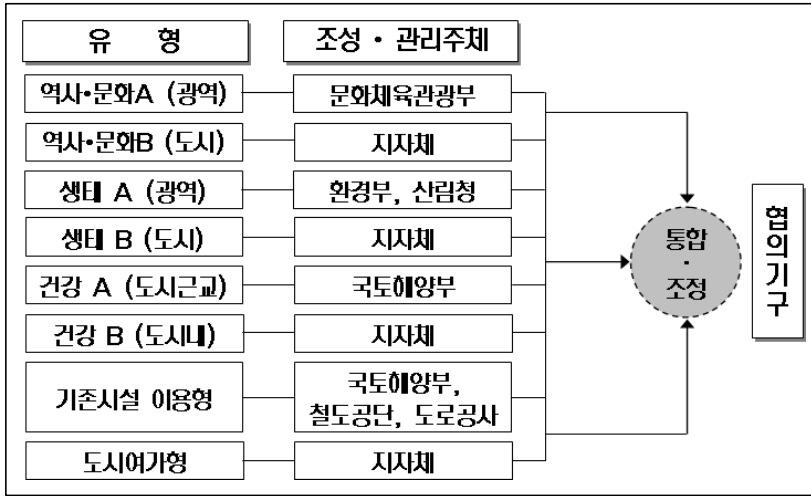 유 형
조성 · 관리주체
역사·문화A (광역)
문화체육관광부
역사·문화B (도시)
지자체
생태 A (광역)
환경부, 산림청
생태 B (도시)
지자체
건강 A (도시근교)
국토해양부
건강 B (도시내)
지자체
기존시설 이용형
국토해양부,
철도공단, 도로공사
도시여가형
지자체
통합
·
조정
협의기구